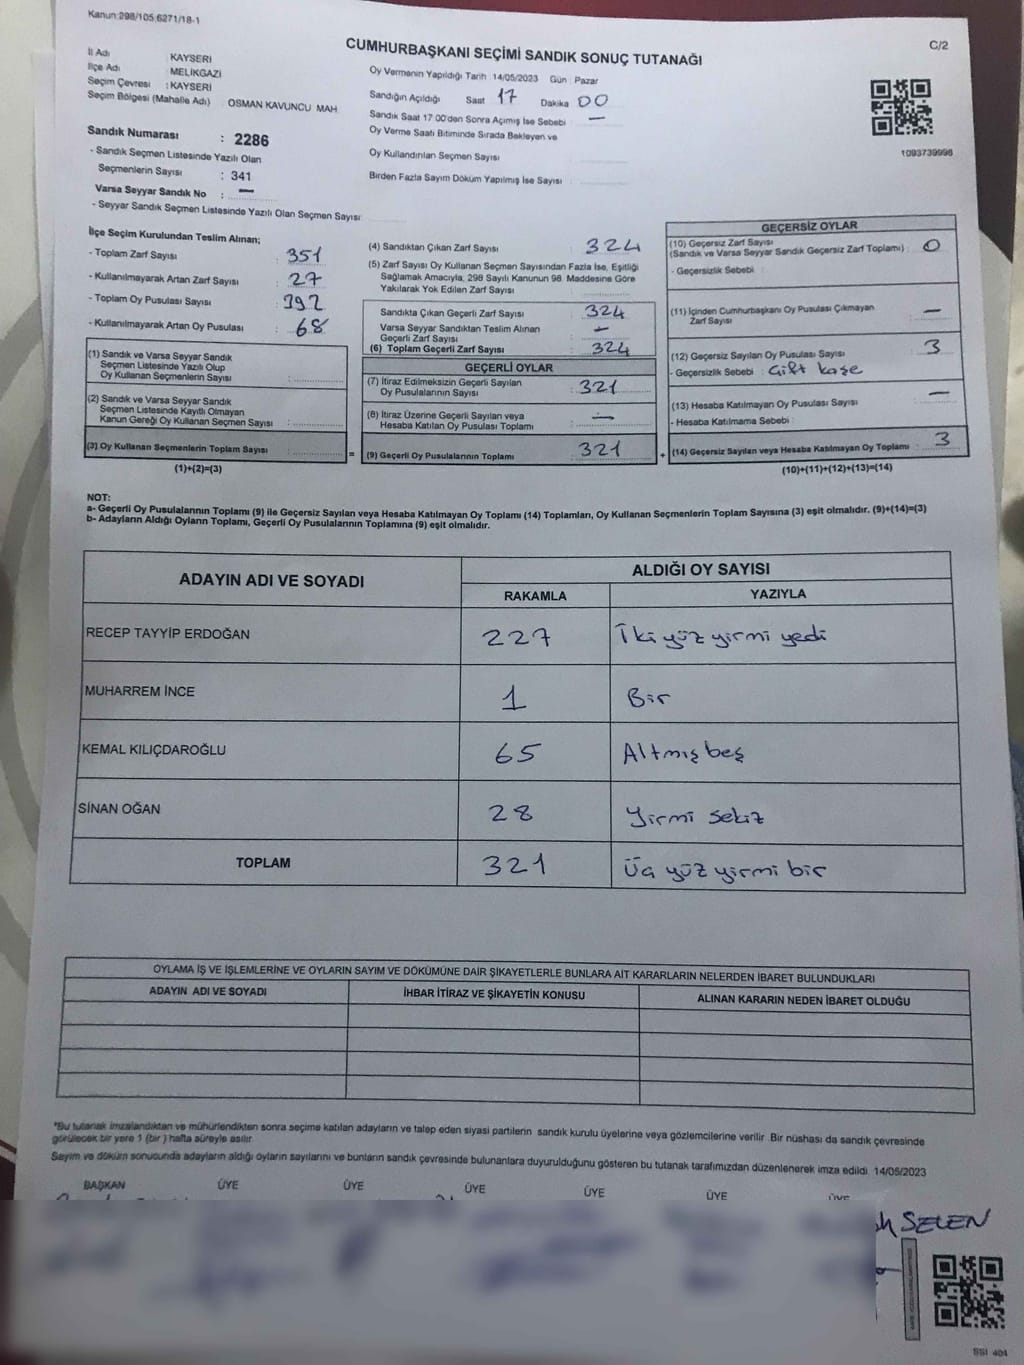 Kanun:298/105,6271/18-1
C/2
CUMHURBAŞKANI SEÇİMİ SANDIK SONUÇ TUTANAĞI
İl Adı KAYSERİ
İlçe Adı MELİKGAZİ
Seçim Çevresi : KAYSERİ
Seçim Bölgesi (Mahalle Adı) OSMAN KAVUNCU MAH.
Oy Vermenin Yapıldığı Tarih 14/05/2023 Gün : Pazar
Sandığın Açıldığı Saat 17 Dakika 00
Sandık Saat 17:00'den Sonra Açımış İse Sebebi : —
Oy Verme Saati Bitiminde Sırada Bekleyen ve
Oy Kullandırılan Seçmen Sayısı
Birden Fazla Sayım Döküm Yapılmış İse Sayısı :
1093739996
Sandık Numarası : 2286
- Sandık Seçmen Listesinde Yazılı Olan
Seçmenlerin Sayısı : 341
Varsa Seyyar Sandık No : —
- Seyyar Sandık Seçmen Listesinde Yazılı Olan Seçmen Sayısı
İlçe Seçim Kurulundan Teslim Alınan;
- Toplam Zarf Sayısı : 351
- Kullanılmayarak Artan Zarf Sayısı : 27
- Toplam Oy Pusulası Sayısı : 392
- Kullanılmayarak Artan Oy Pusulası : 68
(1) Sandık ve Varsa Seyyar Sandık
Seçmen Listesinde Yazılı Olup
Oy Kullanan Seçmenlerin Sayısı :
(2) Sandık ve Varsa Seyyar Sandık
Seçmen Listesinde Kayıtlı Olmayan
Kanun Gereği Oy Kullanan Seçmen Sayısı :
(3) Oy Kullanan Seçmenlerin Toplam Sayısı :
(1)+(2)=(3)
(4) Sandıktan Çıkan Zarf Sayısı : 324
(5) Zarf Sayısı Oy Kullanan Seçmen Sayısından Fazla İse, Eşitliği
Sağlamak Amacıyla, 298 Sayılı Kanunun 98. Maddesine Göre
Yakılarak Yok Edilen Zarf Sayısı
Sandıkta Çıkan Geçerli Zarf Sayısı : 324
Varsa Seyyar Sandıktan Teslim Alınan
Geçerli Zarf Sayısı : —
(6) Toplam Geçerli Zarf Sayısı : 324
GEÇERLİ OYLAR
(7) İtiraz Edilmeksizin Geçerli Sayılan
Oy Pusulalarının Sayısı : 321
(8) İtiraz Üzerine Geçerli Sayılan veya
Hesaba Katılan Oy Pusulası Toplamı : —
= (9) Geçerli Oy Pusulalarının Toplamı : 321
GEÇERSİZ OYLAR
(10) Geçersiz Zarf Sayısı
(Sandık ve Varsa Seyyar Sandık Geçersiz Zarf Toplamı) : 0
- Geçersizlik Sebebi :
(11) İçinden Cumhurbaşkanı Oy Pusulası Çıkmayan
Zarf Sayısı : —
(12) Geçersiz Sayılan Oy Pusulası Sayısı : 3
- Geçersizlik Sebebi : Çift kaşe
(13) Hesaba Katılmayan Oy Pusulası Sayısı : —
- Hesaba Katılmama Sebebi :
+ (14) Geçersiz Sayılan veya Hesaba Katılmayan Oy Toplamı : 3
(10)+(11)+(12)+(13)=(14)
NOT:
a- Geçerli Oy Pusulalarının Toplamı (9) ile Geçersiz Sayılan veya Hesaba Katılmayan Oy Toplamı (14) Toplamları, Oy Kullanan Seçmenlerin Toplam Sayısına (3) eşit olmalıdır. (9)+(14)=(3)
b- Adayların Aldığı Oyların Toplamı, Geçerli Oy Pusulalarının Toplamına (9) eşit olmalıdır.
ADAYIN ADI VE SOYADI ALDIĞI OY SAYISI
RAKAMLA YAZIYLA
RECEP TAYYİP ERDOĞAN 227 İki yüz yirmi yedi
MUHARREM İNCE 1 Bir
KEMAL KILIÇDAROĞLU 65 Altmış beş
SİNAN OĞAN 28 Yirmi sekiz
TOPLAM 321 Üç yüz yirmi bir
OYLAMA İŞ VE İŞLEMLERİNE VE OYLARIN SAYIM VE DÖKÜMÜNE DAİR ŞİKAYETLERLE BUNLARA AİT KARARLARIN NELERDEN İBARET BULUNDUKLARI
ADAYIN ADI VE SOYADI İHBAR İTİRAZ VE ŞİKAYETİN KONUSU ALINAN KARARIN NEDEN İBARET OLDUĞU
*Bu tutanak imzalandıktan ve mühürlendikten sonra seçime katılan adayların ve talep eden siyasi partilerin sandık kurulu üyelerine veya gözlemcilerine verilir. Bir nüshası da sandık çevresinde
görülecek bir yere 1 (bir) hafta süreyle asılır.
Sayım ve döküm sonucunda adayların aldığı oyların sayılarını ve bunların sandık çevresinde bulunanlara duyurulduğunu gösteren bu tutanak tarafımızdan düzenlenerek imza edildi. 14/05/2023
BAŞKAN ÜYE ÜYE ÜYE ÜYE ÜYE ÜYE
SELEN
SSI 404